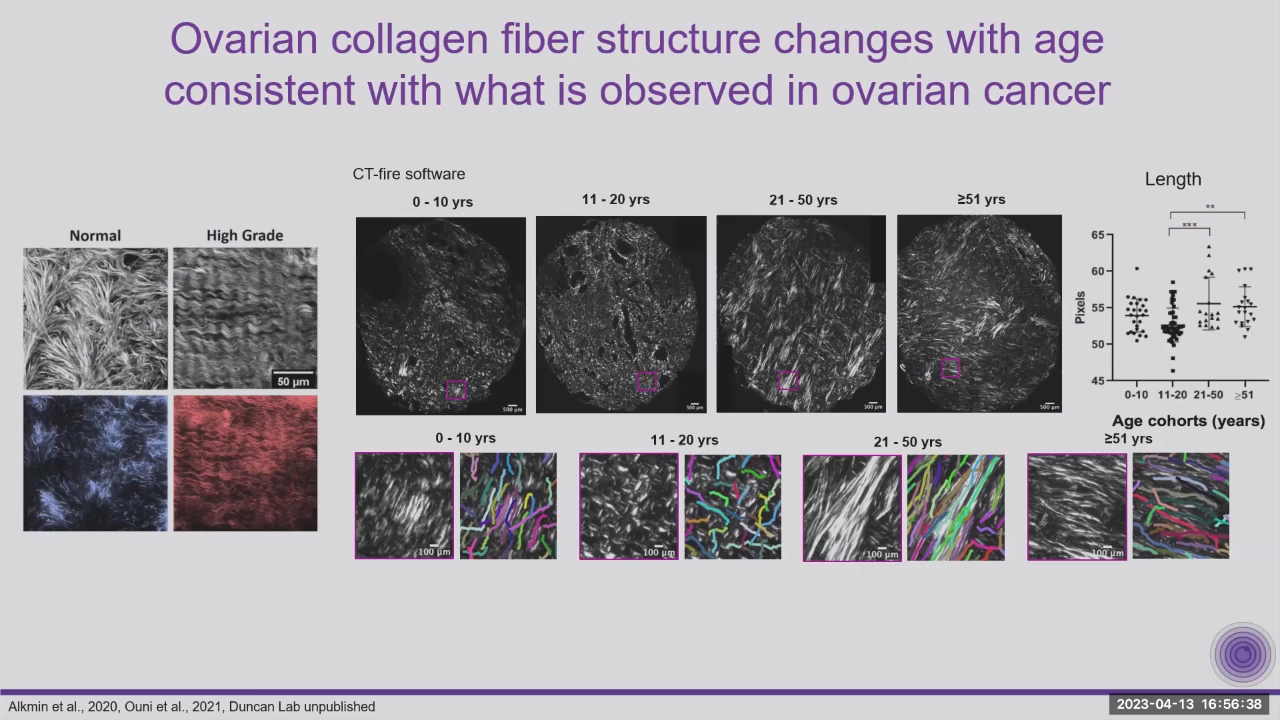 Ovarian collagen fiber structure changes with age
consistent with what is observed in ovarian cancer
Normal
High Grade
50 µm
CT-fire software
0 - 10 yrs
11 - 20 yrs
21 - 50 yrs
≥51 yrs
500 µm
500 µm
500 µm
500 µm
0 - 10 yrs
11 - 20 yrs
21 - 50 yrs
≥51 yrs
100 µm
100 µm
100 µm
100 µm
Length
**
***
65
60
55
50
45
Pixels
0-10
11-20
21-50
≥51
Age cohorts (years)
Alkmin et al., 2020, Ouni et al., 2021, Duncan Lab unpublished
2023-04-13 16:56:38